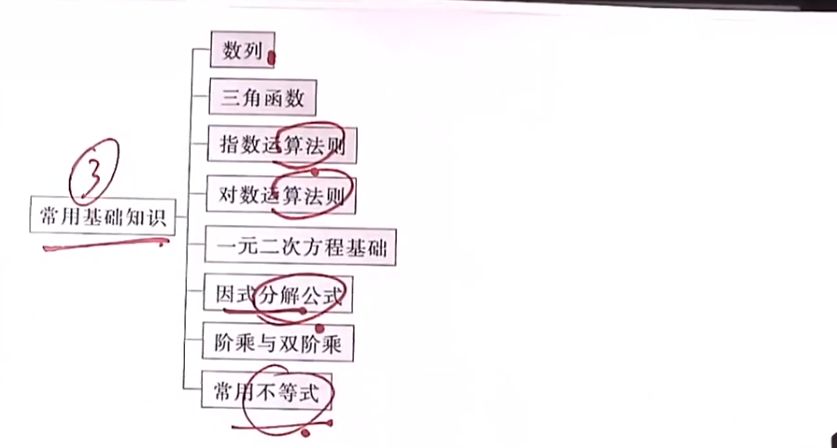 数列
三角函数
指数运算法则
③
对数运算法则
常用基础知识
一元二次方程基础
因式分解公式
阶乘与双阶乘
常用不等式